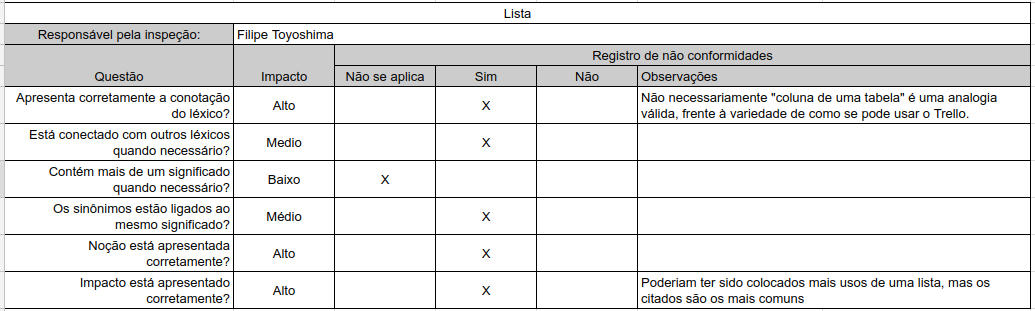 Lista
Responsável pela inspeção: Filipe Toyoshima
Registro de não conformidades
Questão Impacto Não se aplica Sim Não Observações
Apresenta corretamente a conotação
do léxico? Alto X Não necessariamente "coluna de uma tabela" é uma analogia
válida, frente à variedade de como se pode usar o Trello.
Está conectado com outros léxicos
quando necessário? Medio X
Contém mais de um significado
quando necessário? Baixo X
Os sinônimos estão ligados ao
mesmo significado? Médio X
Noção está apresentada
corretamente? Alto X
Impacto está apresentado
corretamente? Alto X Poderiam ter sido colocados mais usos de uma lista, mas os
citados são os mais comuns